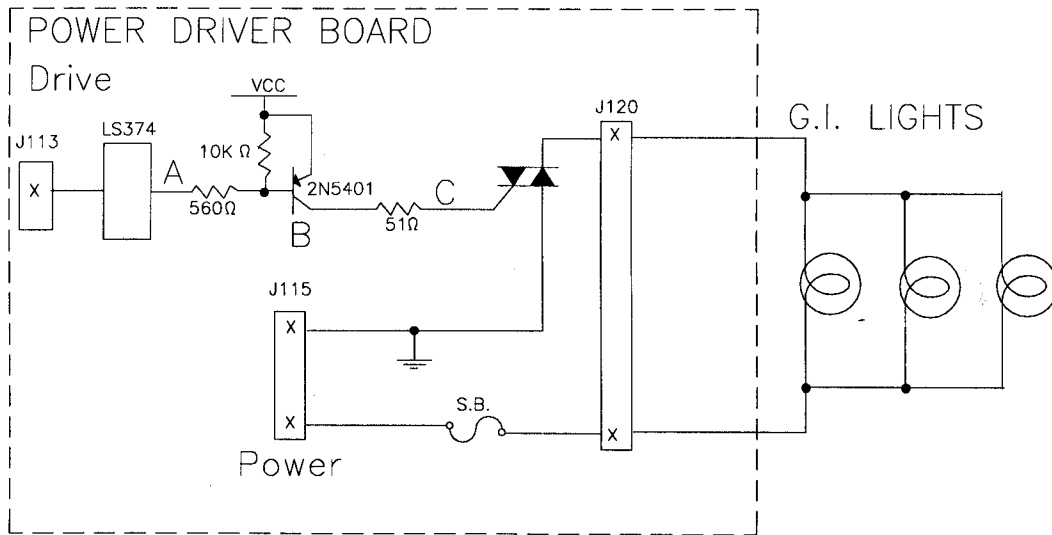 POWER DRIVER BOARD
Drive
VCC
J120
G.I. LIGHTS
J113
LS374
X
X
10K Ω
A
2N5401
C
560Ω
51Ω
B
J115
X
S.B.
X
X
Power